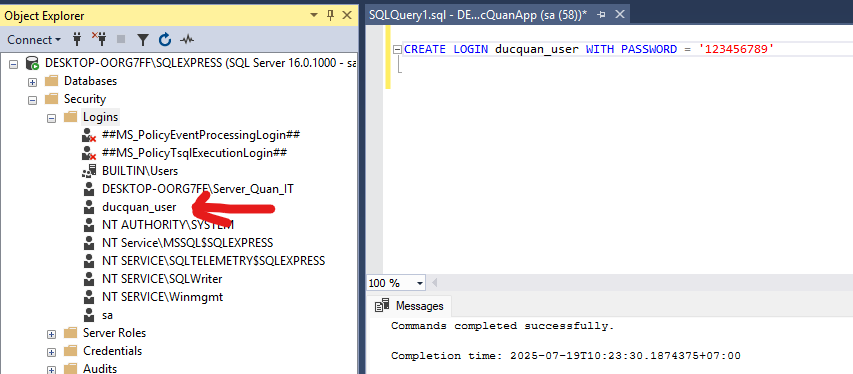 Object Explorer
Connect
DESKTOP-OORG7FF\SQLEXPRESS (SQL Server 16.0.1000 - sa
Databases
Security
Logins
##MS_PolicyEventProcessingLogin##
##MS_PolicyTsqlExecutionLogin##
BUILTIN\Users
DESKTOP-OORG7FF\Server_Quan_IT
ducquan_user
NT AUTHORITY\SYSTEM
NT Service\MSSQL$SQLEXPRESS
NT SERVICE\SQLTELEMETRY$SQLEXPRESS
NT SERVICE\SQLWriter
NT SERVICE\Winmgmt
sa
Server Roles
Credentials
Audits
SQLQuery1.sql - DE...cQuanApp (sa (58))*
CREATE LOGIN ducquan_user WITH PASSWORD = '123456789'
100 %
Messages
Commands completed successfully.
Completion time: 2025-07-19T10:23:30.1874375+07:00